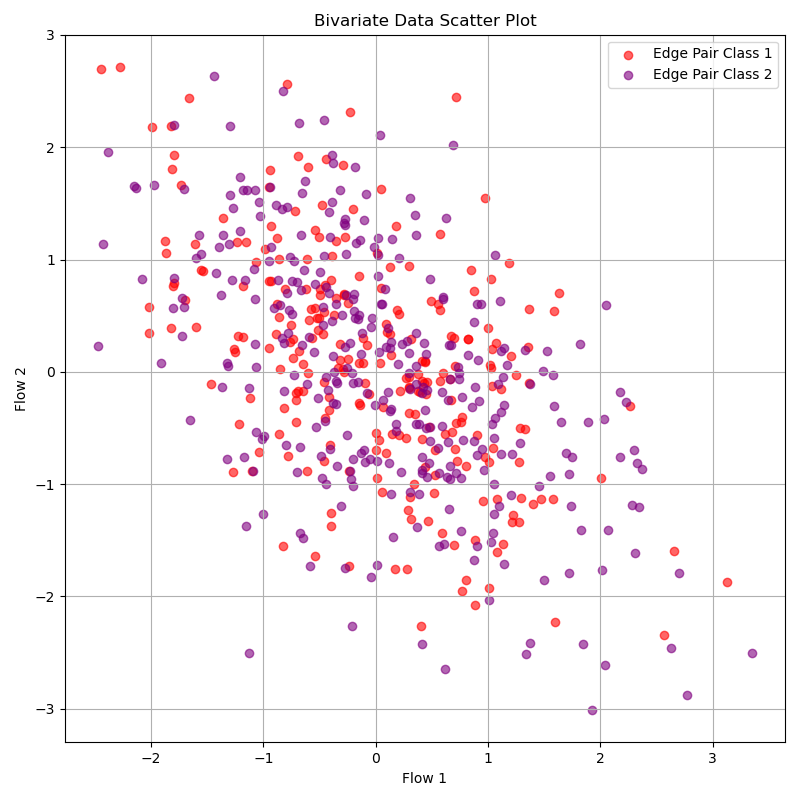 Bivariate Data Scatter Plot
Edge Pair Class 1
Edge Pair Class 2
3
2
1
0
−1
−2
−3
Flow 2
−2
−1
0
1
2
3
Flow 1